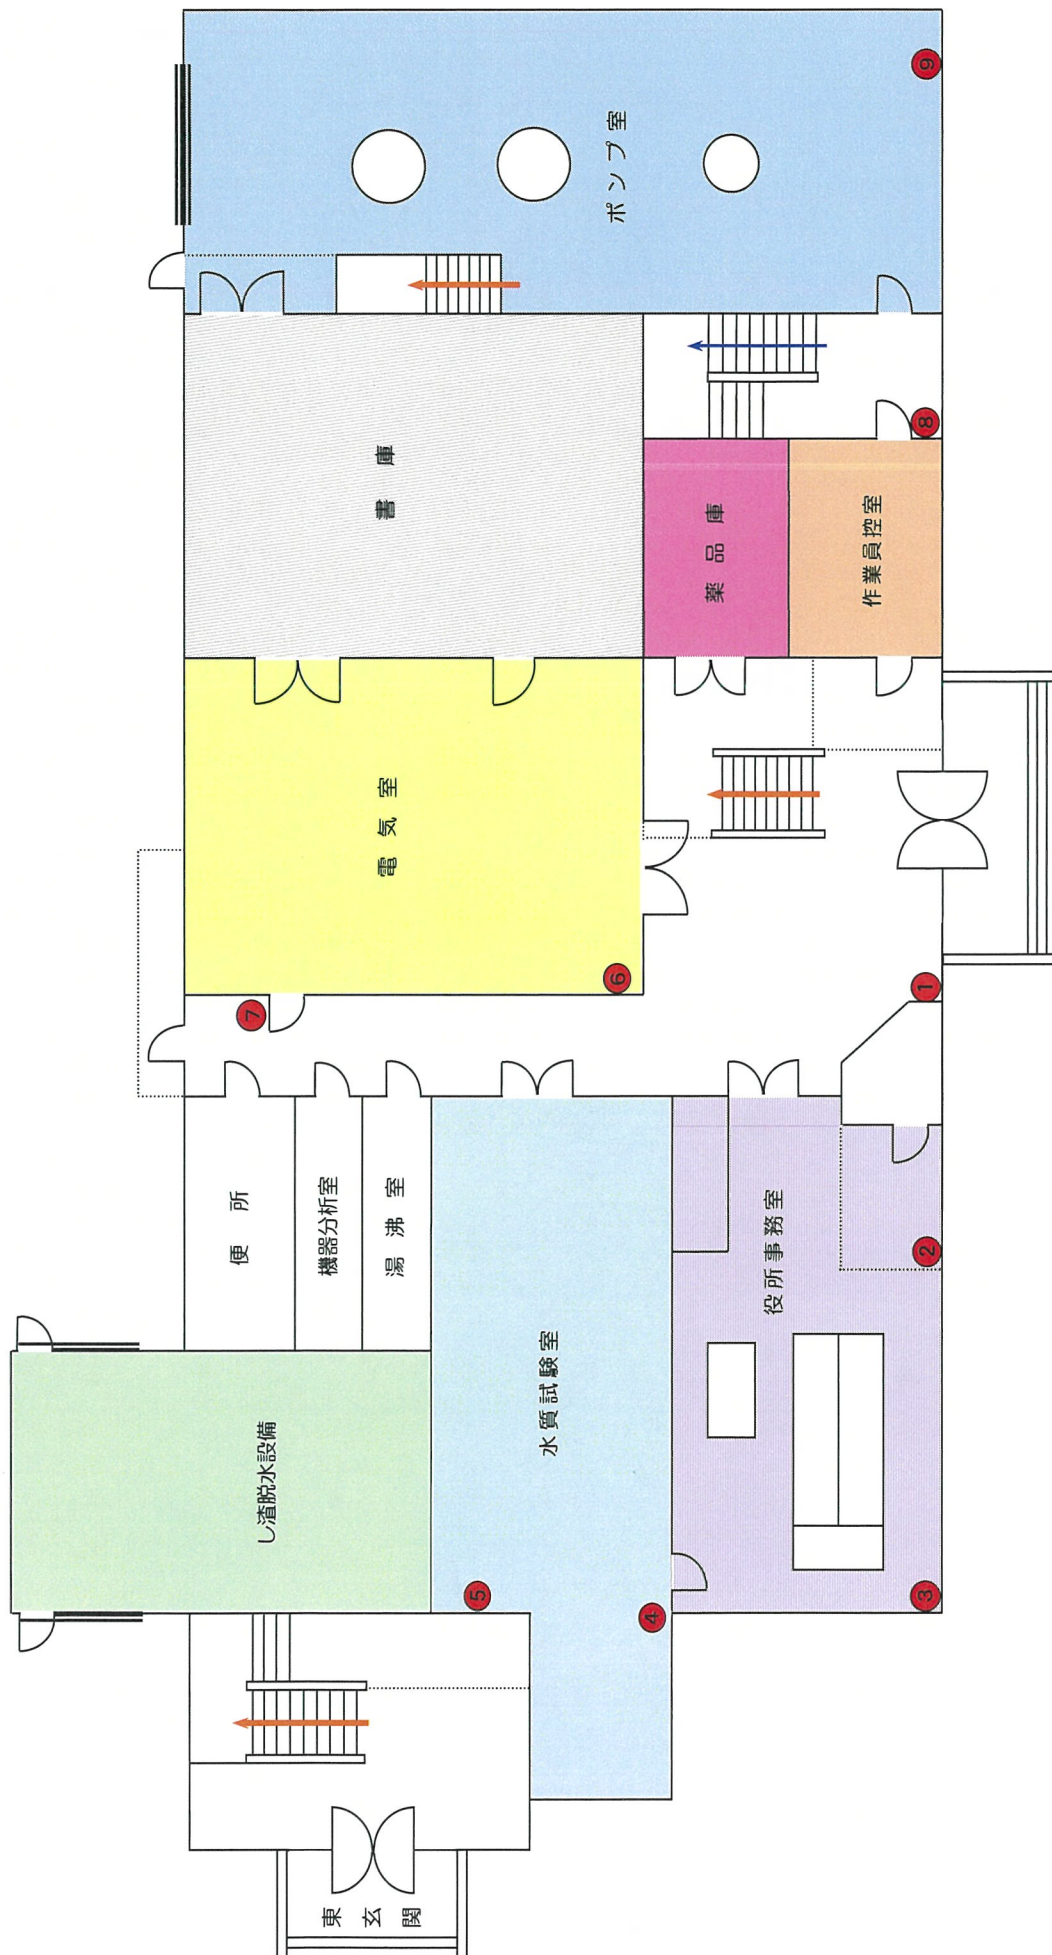 東玄関
し渣脱水設備
便所
機器分析室
湯沸室
水質試験室
役所事務室
電気室
書庫
薬品庫
作業員控室
ポンプ室
1
2
3
4
5
6
7
8
9